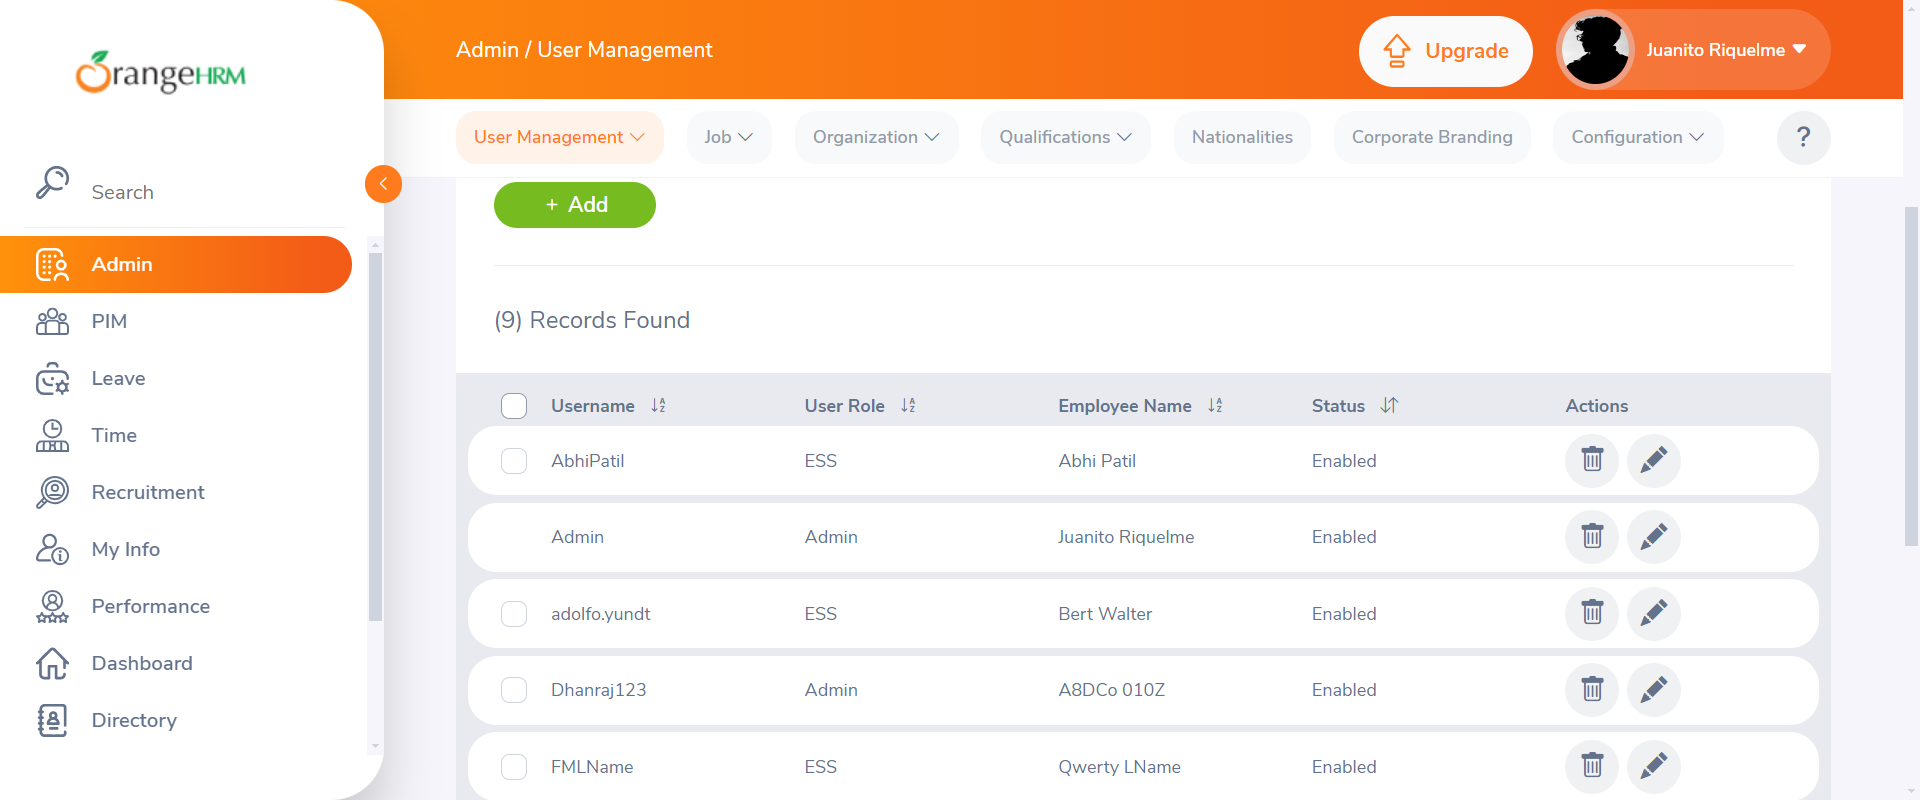 OrangeHRM
Admin / User Management
Upgrade
Juanito Riquelme
User Management
Job
Organization
Qualifications
Nationalities
Corporate Branding
Configuration
?
Search
Admin
PIM
Leave
Time
Recruitment
My Info
Performance
Dashboard
Directory
+ Add
(9) Records Found
Username User Role Employee Name Status Actions
AbhiPatil ESS Abhi Patil Enabled
Admin Admin Juanito Riquelme Enabled
adolfo.yundt ESS Bert Walter Enabled
Dhanraj123 Admin A8DCo 010Z Enabled
FMLName ESS Qwerty LName Enabled